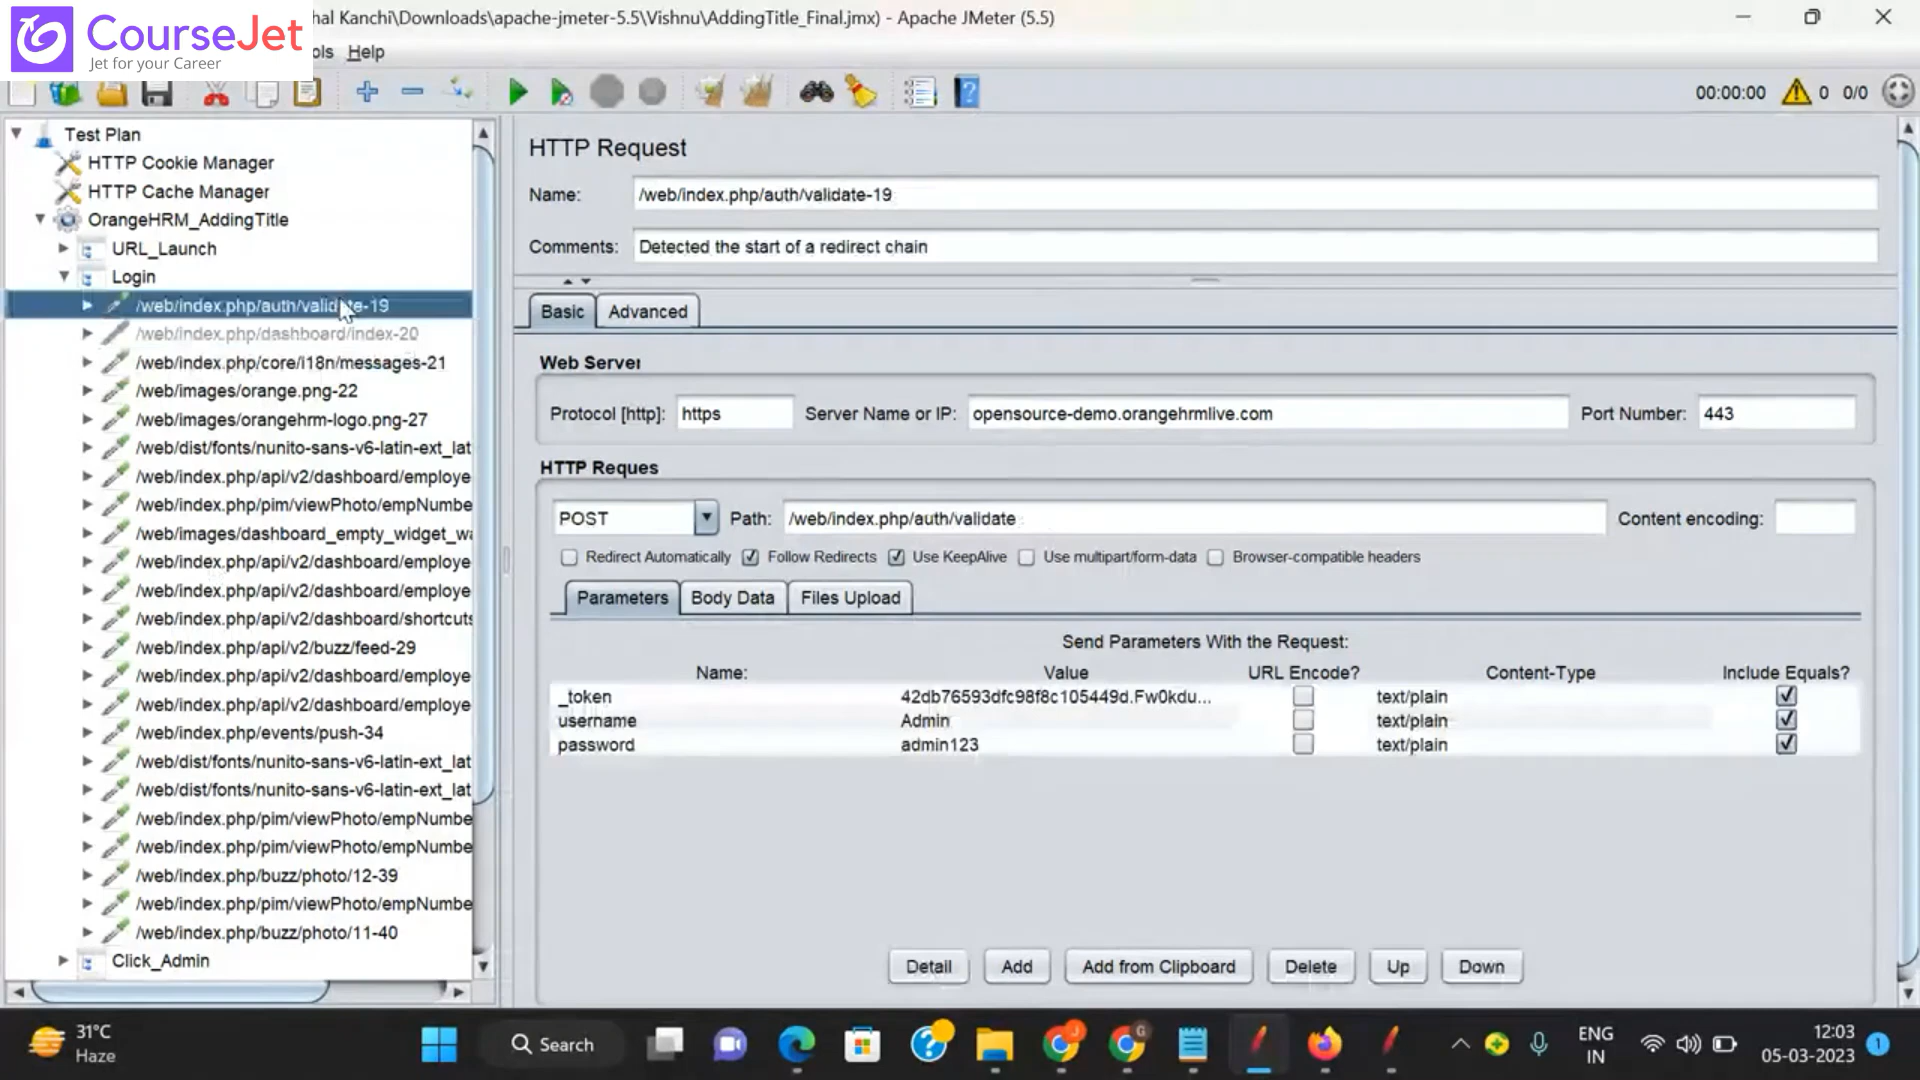 CourseJet
Jet for your Career
hal Kanchi\Downloads\apache-jmeter-5.5\Vishnu\AddingTitle_Final.jmx) - Apache JMeter (5.5)
ols Help
00:00:00 0 0/0
Test Plan
HTTP Cookie Manager
HTTP Cache Manager
OrangeHRM_AddingTitle
URL_Launch
Login
/web/index.php/auth/validate-19
/web/index.php/dashboard/index-20
/web/index.php/core/i18n/messages-21
/web/images/orange.png-22
/web/images/orangehrm-logo.png-27
/web/dist/fonts/nunito-sans-v6-latin-ext_lat
/web/index.php/api/v2/dashboard/employe
/web/index.php/pim/viewPhoto/empNumbe
/web/images/dashboard_empty_widget_wa
/web/index.php/api/v2/dashboard/employe
/web/index.php/api/v2/dashboard/employe
/web/index.php/api/v2/dashboard/shortcuts
/web/index.php/api/v2/buzz/feed-29
/web/index.php/api/v2/dashboard/employe
/web/index.php/api/v2/dashboard/employe
/web/index.php/events/push-34
/web/dist/fonts/nunito-sans-v6-latin-ext_lat
/web/dist/fonts/nunito-sans-v6-latin-ext_lat
/web/index.php/pim/viewPhoto/empNumbe
/web/index.php/pim/viewPhoto/empNumbe
/web/index.php/buzz/photo/12-39
/web/index.php/pim/viewPhoto/empNumbe
/web/index.php/buzz/photo/11-40
Click_Admin
HTTP Request
Name: /web/index.php/auth/validate-19
Comments: Detected the start of a redirect chain
Basic Advanced
Web Server
Protocol [http]: https Server Name or IP: opensource-demo.orangehrmlive.com Port Number: 443
HTTP Reques
POST Path: /web/index.php/auth/validate Content encoding:
Redirect Automatically Follow Redirects Use KeepAlive Use multipart/form-data Browser-compatible headers
Parameters Body Data Files Upload
Send Parameters With the Request:
Name: Value URL Encode? Content-Type Include Equals?
_token 42db76593dfc98f8c105449d.Fw0kdu... text/plain
username Admin text/plain
password admin123 text/plain
Detail Add Add from Clipboard Delete Up Down
31°C
Haze
Search
ENG
IN
12:03
05-03-2023
1